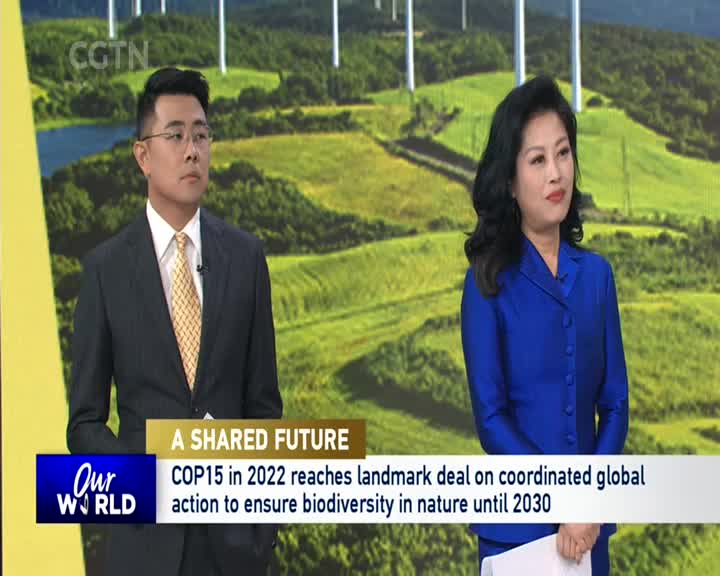 CGTN
A SHARED FUTURE
Our
WORLD
COP15 in 2022 reaches landmark deal on coordinated global
action to ensure biodiversity in nature until 2030